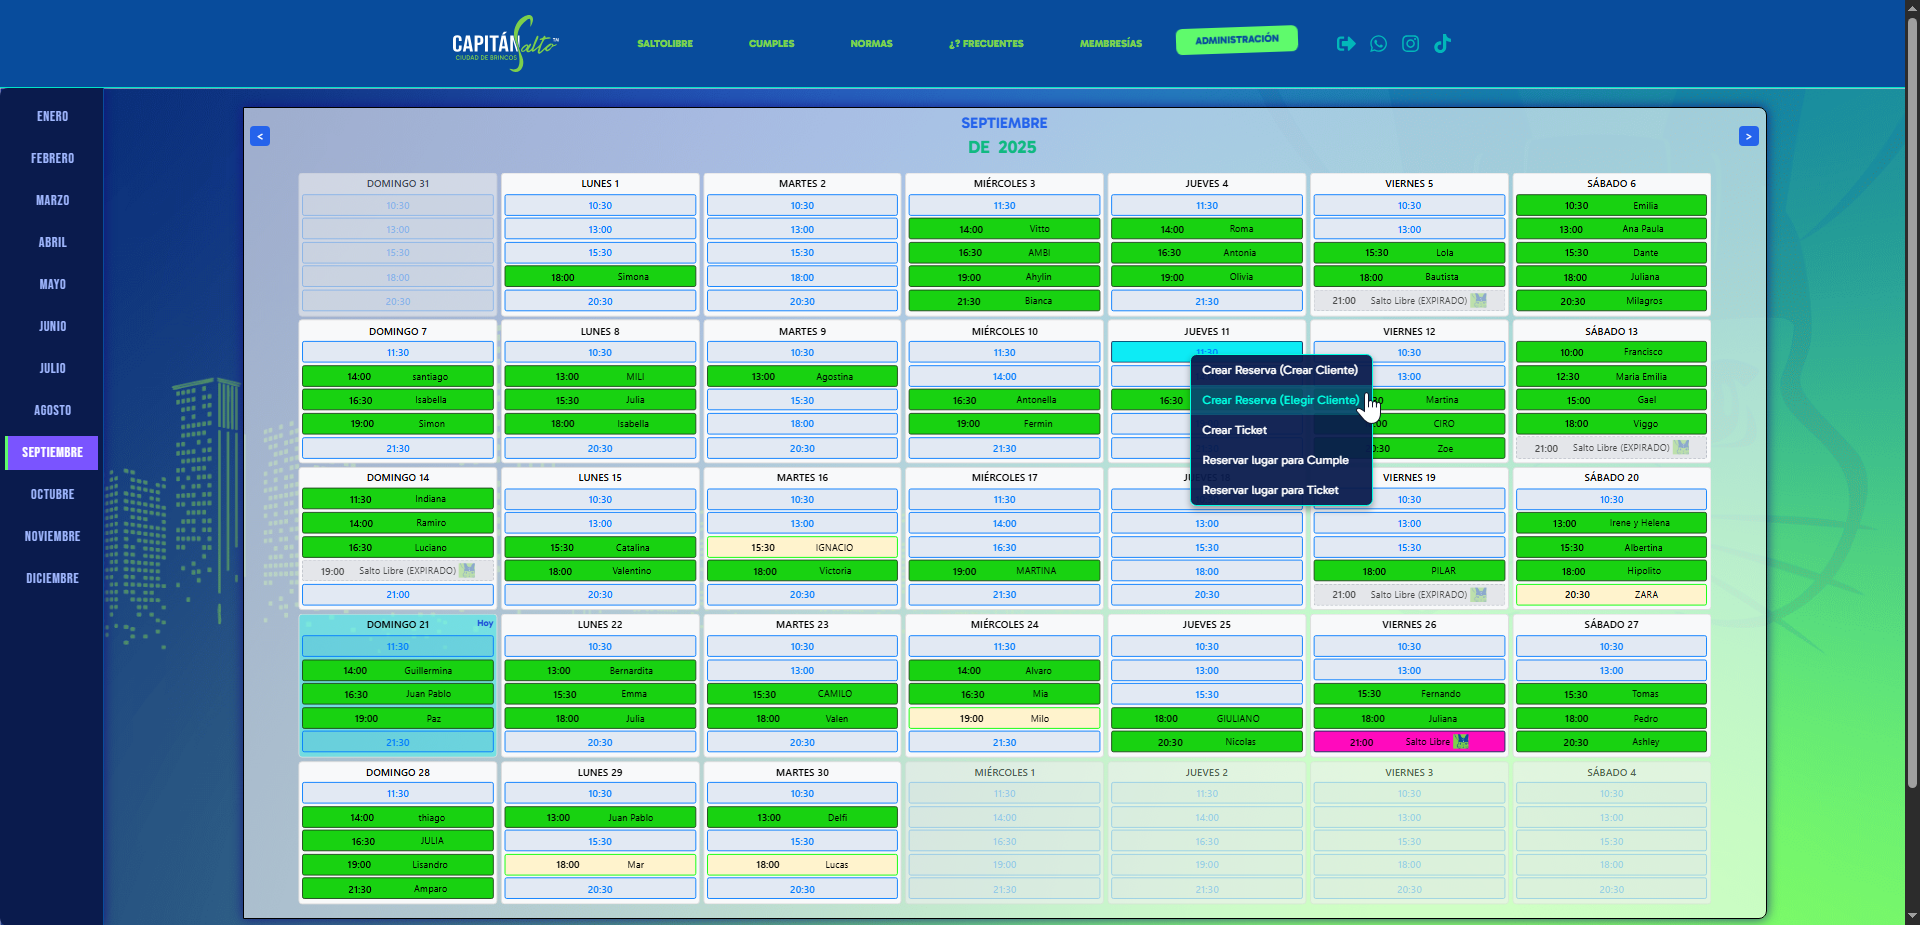 CAPITÁN Salto™
CIUDAD DE BRINCOS
SALTOLIBRE
CUMPLES
NORMAS
¿? FRECUENTES
MEMBRESÍAS
ADMINISTRACIÓN
ENERO
FEBRERO
MARZO
ABRIL
MAYO
JUNIO
JULIO
AGOSTO
SEPTIEMBRE
OCTUBRE
NOVIEMBRE
DICIEMBRE
<
SEPTIEMBRE
DE 2025
>
DOMINGO 31
10:30
13:00
15:30
18:00
20:30
LUNES 1
10:30
13:00
15:30
18:00 Simona
20:30
MARTES 2
10:30
13:00
15:30
18:00
20:30
MIÉRCOLES 3
11:30
14:00 Vitto
16:30 AMBI
19:00 Ahylin
21:30 Bianca
JUEVES 4
11:30
14:00 Roma
16:30 Antonia
19:00 Olivia
21:30
VIERNES 5
10:30
13:00
15:30 Lola
18:00 Bautista
21:00 Salto Libre (EXPIRADO)
SÁBADO 6
10:30 Emilia
13:00 Ana Paula
15:30 Dante
18:00 Juliana
20:30 Milagros
DOMINGO 7
11:30
14:00 santiago
16:30 Isabella
19:00 Simon
21:30
LUNES 8
10:30
13:00 MILI
15:30 Julia
18:00 Isabella
20:30
MARTES 9
10:30
13:00 Agostina
15:30
18:00
20:30
MIÉRCOLES 10
11:30
14:00
16:30 Antonella
19:00 Fermin
21:30
JUEVES 11
11:30
16:30
Crear Reserva (Crear Cliente)
Crear Reserva (Elegir Cliente)
Crear Ticket
Reservar lugar para Cumple
Reservar lugar para Ticket
VIERNES 12
10:30
13:00
Martina
CIRO
Zoe
SÁBADO 13
10:00 Francisco
12:30 Maria Emilia
15:00 Gael
18:00 Viggo
21:00 Salto Libre (EXPIRADO)
DOMINGO 14
11:30 Indiana
14:00 Ramiro
16:30 Luciano
19:00 Salto Libre (EXPIRADO)
21:00
LUNES 15
10:30
13:00
15:30 Catalina
18:00 Valentino
20:30
MARTES 16
10:30
13:00
15:30 IGNACIO
18:00 Victoria
20:30
MIÉRCOLES 17
11:30
14:00
16:30
19:00 MARTINA
21:30
13:00
15:30
18:00
20:30
VIERNES 19
10:30
13:00
15:30
18:00 PILAR
21:00 Salto Libre (EXPIRADO)
SÁBADO 20
10:30
13:00 Irene y Helena
15:30 Albertina
18:00 Hipolito
20:30 ZARA
DOMINGO 21 Hoy
11:30
14:00 Guillermina
16:30 Juan Pablo
19:00 Paz
21:30
LUNES 22
10:30
13:00 Bernardita
15:30 Emma
18:00 Julia
20:30
MARTES 23
10:30
13:00
15:30 CAMILO
18:00 Valen
20:30
MIÉRCOLES 24
11:30
14:00 Alvaro
16:30 Mia
19:00 Milo
21:30
JUEVES 25
10:30
13:00
15:30
18:00 GIULIANO
20:30 Nicolas
VIERNES 26
10:30
13:00
15:30 Fernando
18:00 Juliana
21:00 Salto Libre
SÁBADO 27
10:30
13:00
15:30 Tomas
18:00 Pedro
20:30 Ashley
DOMINGO 28
11:30
14:00 thiago
16:30 JULIA
19:00 Lisandro
21:30 Amparo
LUNES 29
10:30
13:00 Juan Pablo
15:30
18:00 Mar
20:30
MARTES 30
10:30
13:00 Delfi
15:30
18:00 Lucas
20:30
MIÉRCOLES 1
11:30
14:00
16:30
19:00
21:30
JUEVES 2
11:30
14:00
16:30
19:00
21:30
VIERNES 3
10:30
13:00
15:30
18:00
20:30
SÁBADO 4
10:30
13:00
15:30
18:00
20:30